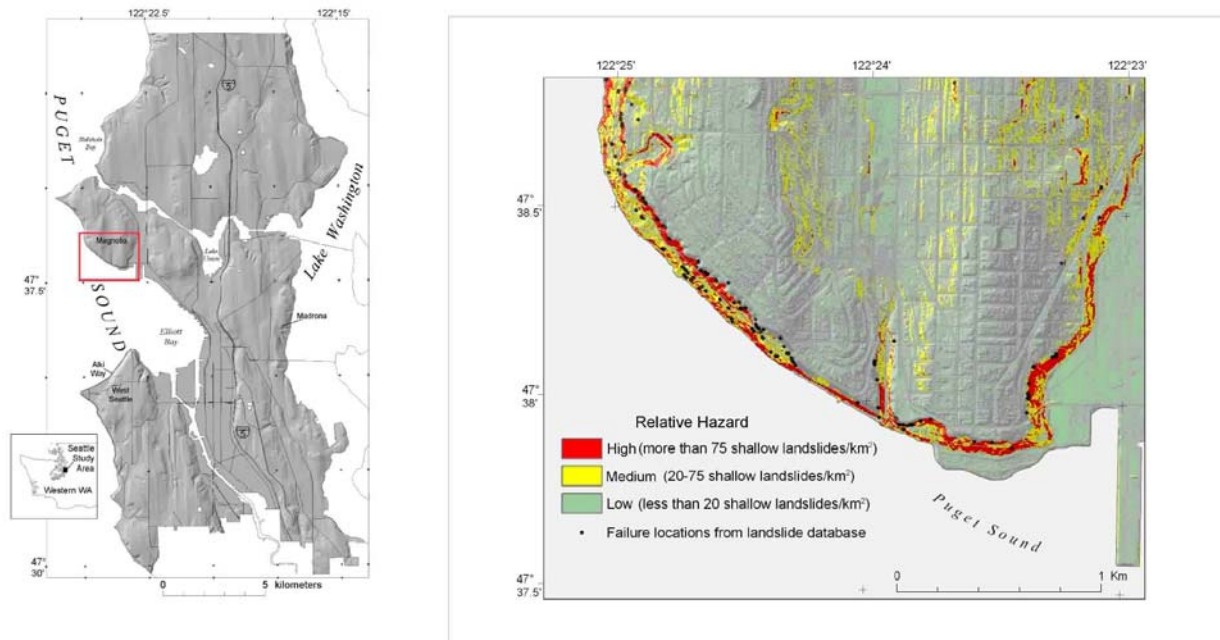 122°22.5'
122°15'
5
PUGET
SOUND
Magnolia
Lake Union
Lake Washington
47°
37.5'
Elliott
Bay
Madrona
Alki
Way
West
Seattle
5
Seattle
Study
Area
Western WA
47°
30'
0
5
kilometers
122°25'
122°24'
122°23'
47°
38.5'
47°
38'
Relative Hazard
High (more than 75 shallow landslides/km²)
Medium (20-75 shallow landslides/km²)
Low (less than 20 shallow landslides/km²)
Failure locations from landslide database
Puget Sound
47°
37.5'
0
1 Km